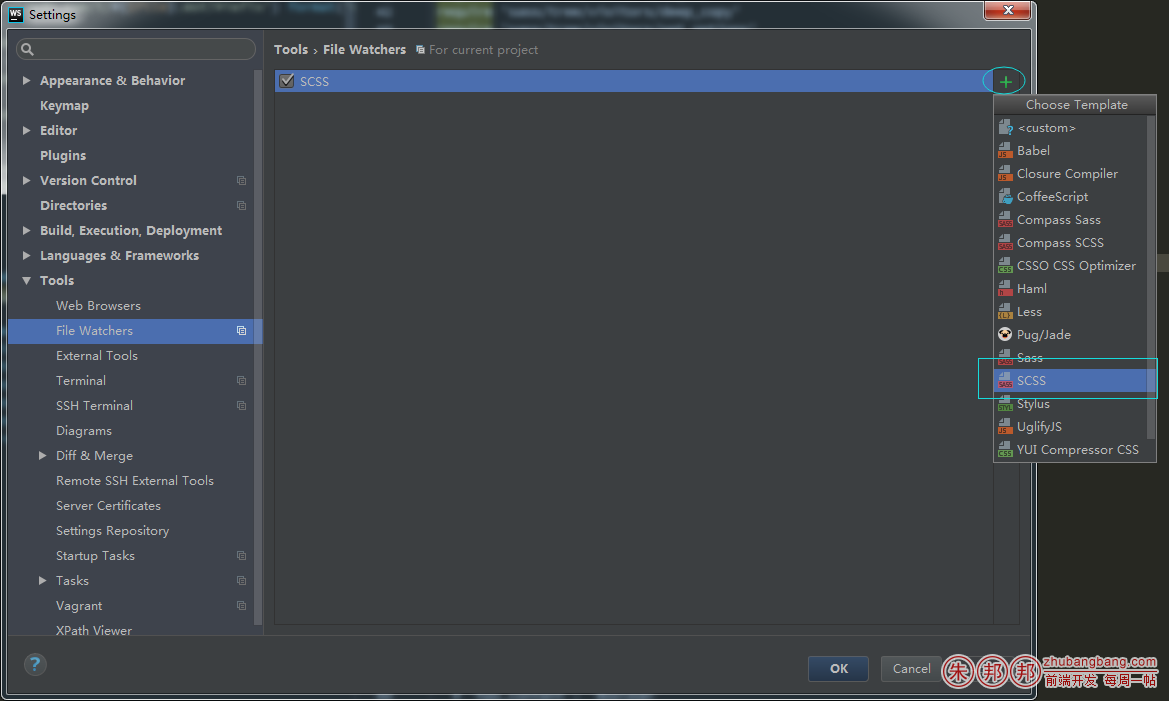 WS Settings
Tools › File Watchers For current project
Appearance & Behavior
Keymap
Editor
Plugins
Version Control
Directories
Build, Execution, Deployment
Languages & Frameworks
Tools
Web Browsers
File Watchers
External Tools
Terminal
SSH Terminal
Diagrams
Diff & Merge
Remote SSH External Tools
Server Certificates
Settings Repository
Startup Tasks
Tasks
Vagrant
XPath Viewer
SCSS
Choose Template
<custom>
Babel
Closure Compiler
CoffeeScript
Compass Sass
Compass SCSS
CSSO CSS Optimizer
Haml
Less
Pug/Jade
Sass
SCSS
Stylus
UglifyJS
YUI Compressor CSS
?
OK
Cancel
朱邦邦
zhubangbang.com
前端开发 每周一帖